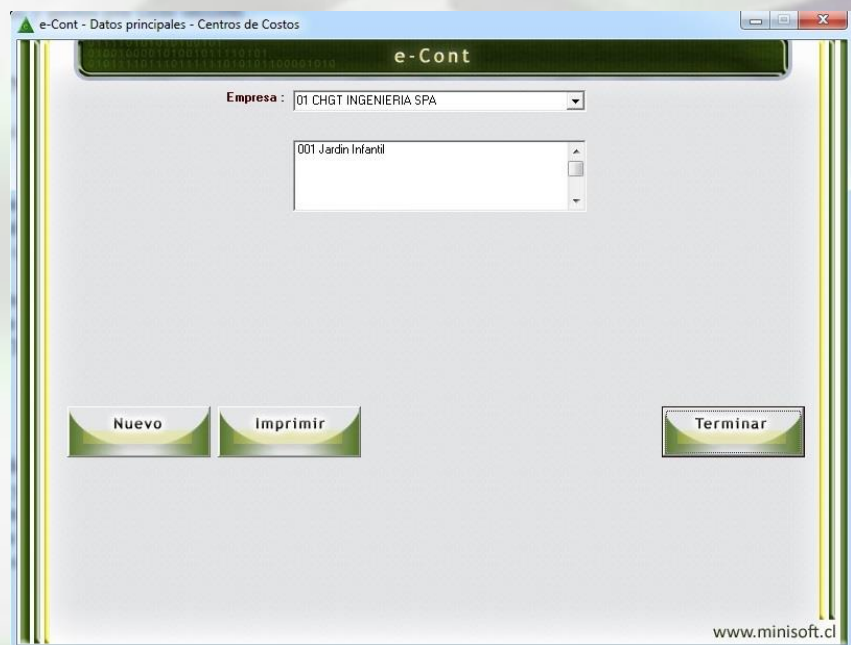 e-Cont - Datos principales - Centros de Costos
e-Cont
Empresa : 01 CHGT INGENIERIA SPA
001 Jardin Infantil
Nuevo
Imprimir
Terminar
www.minisoft.cl